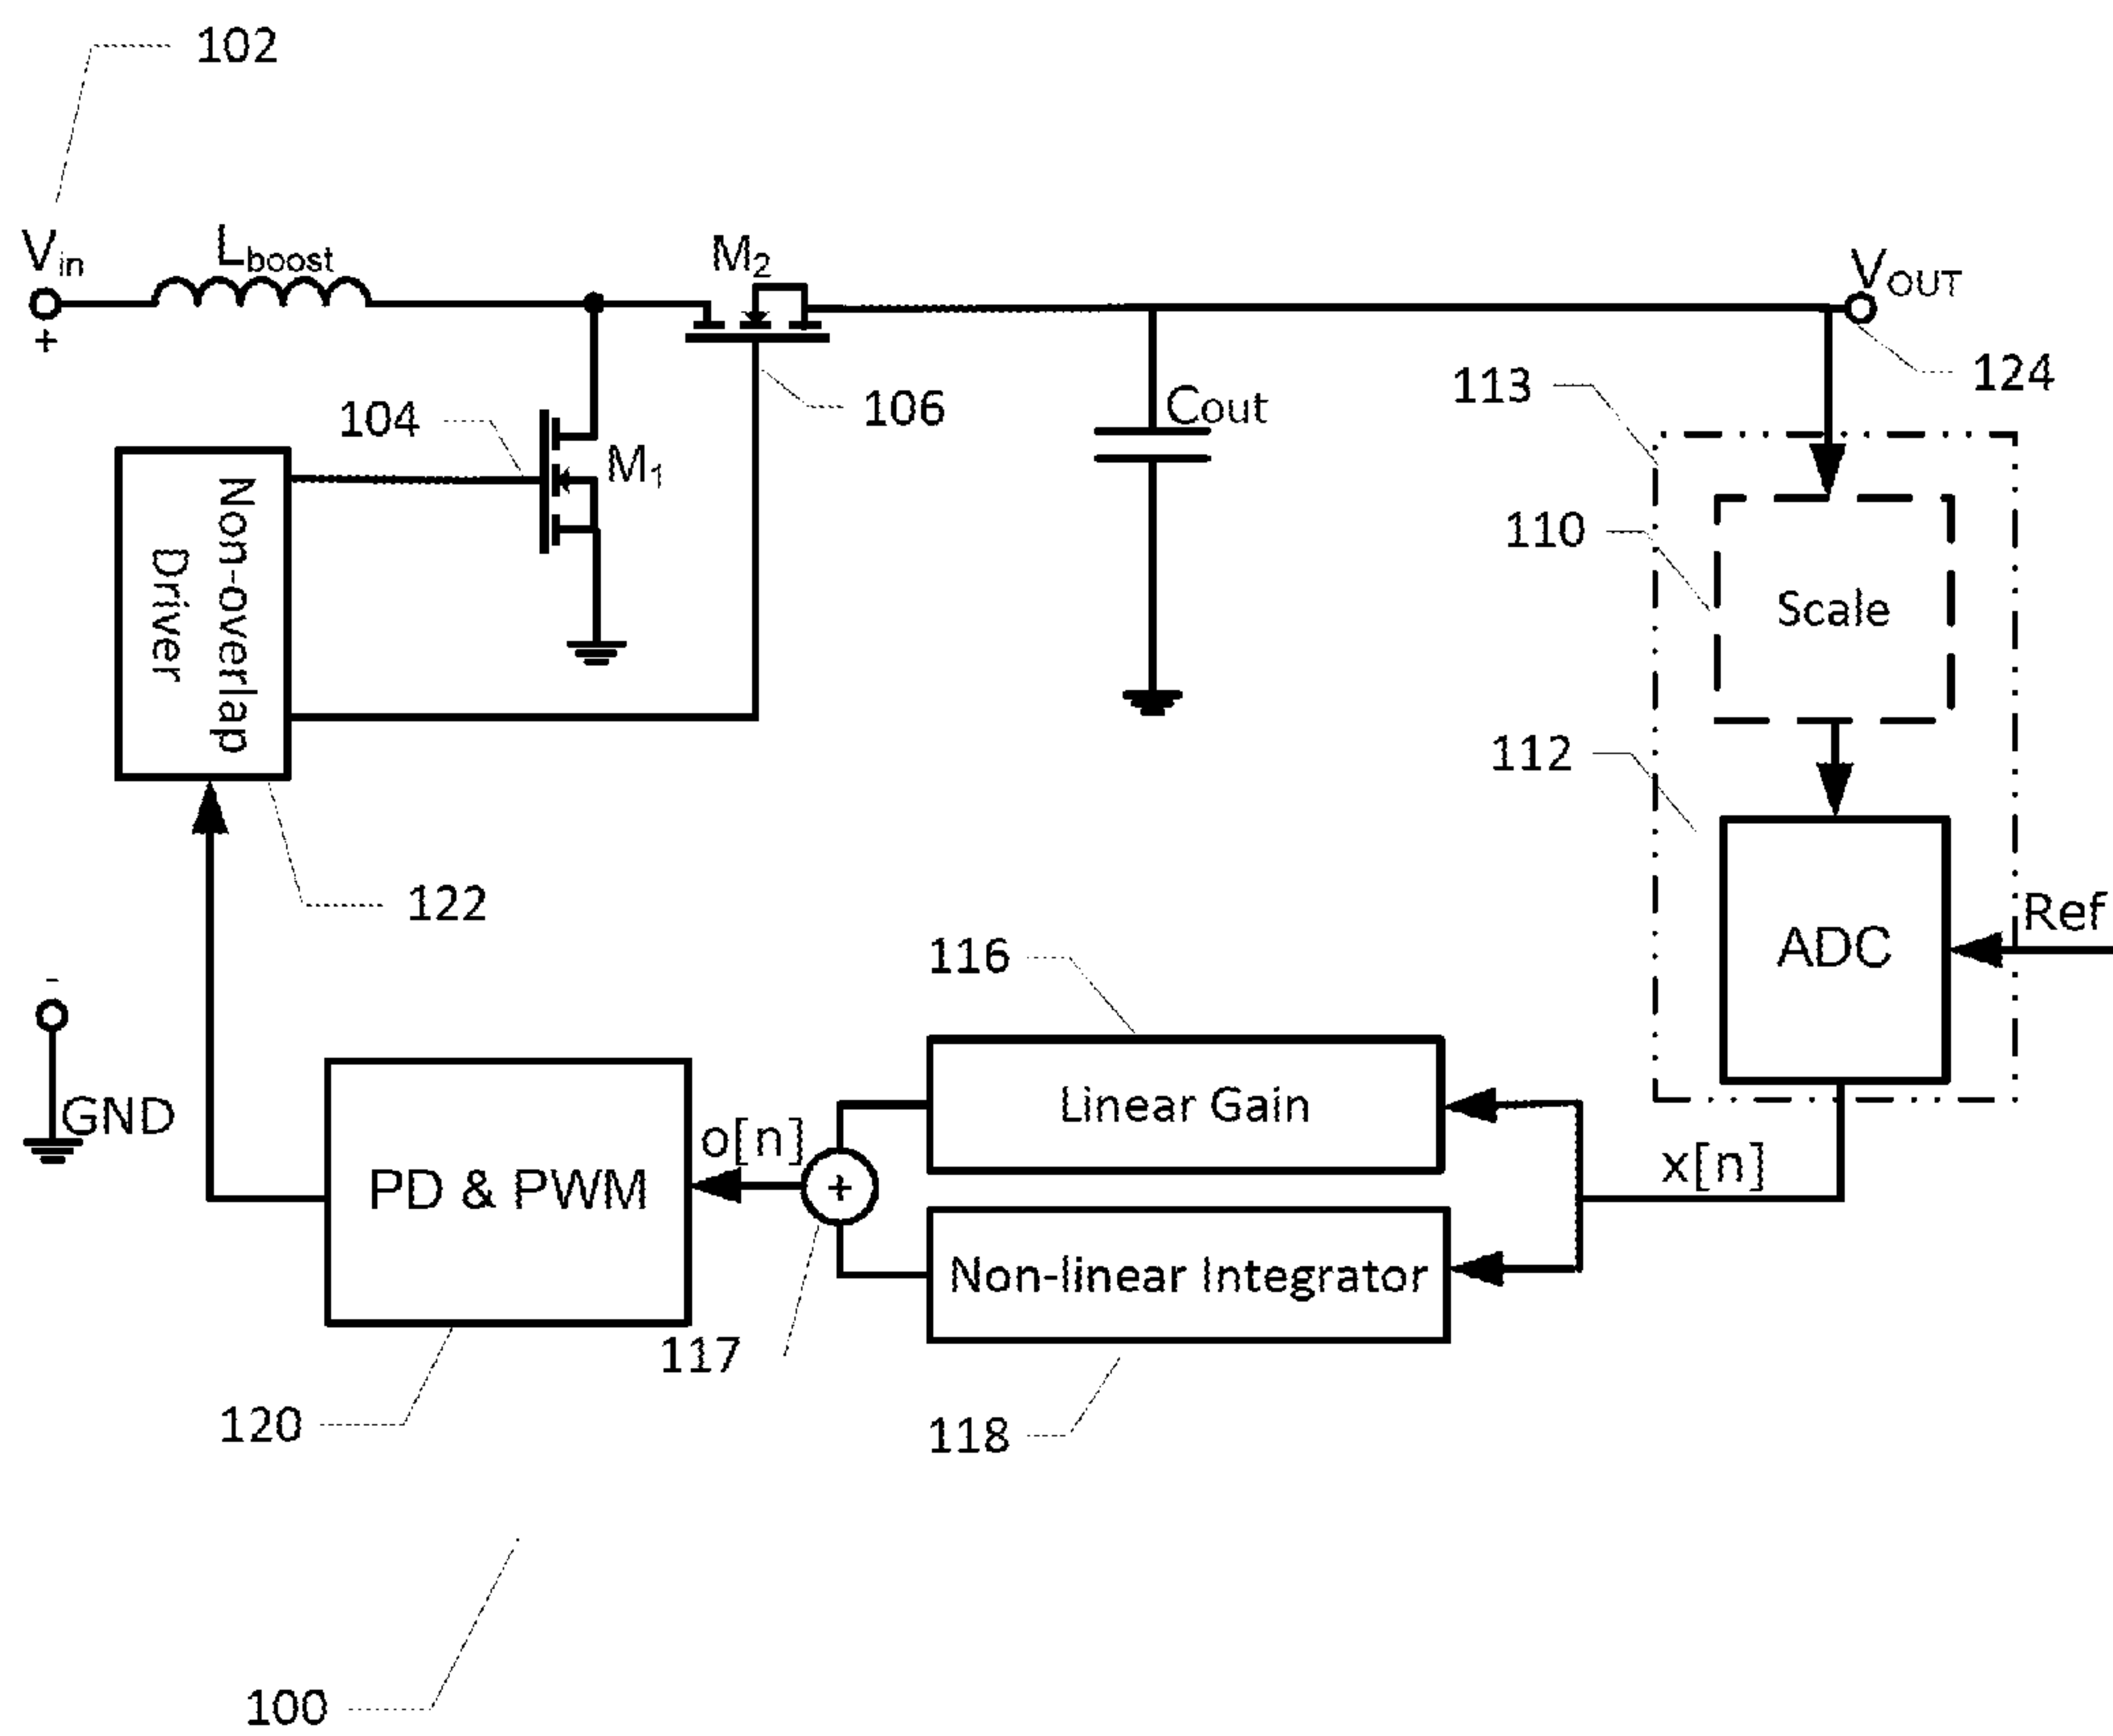 102
Vin
+
Lboost
M2
VOUT
124
113
104
106
Cout
M1
Non-overlap
Driver
110
Scale
112
122
116
Ref
ADC
-
GND
Linear Gain
o[n]
x[n]
PD & PWM
+
Non-linear Integrator
117
120
118
100